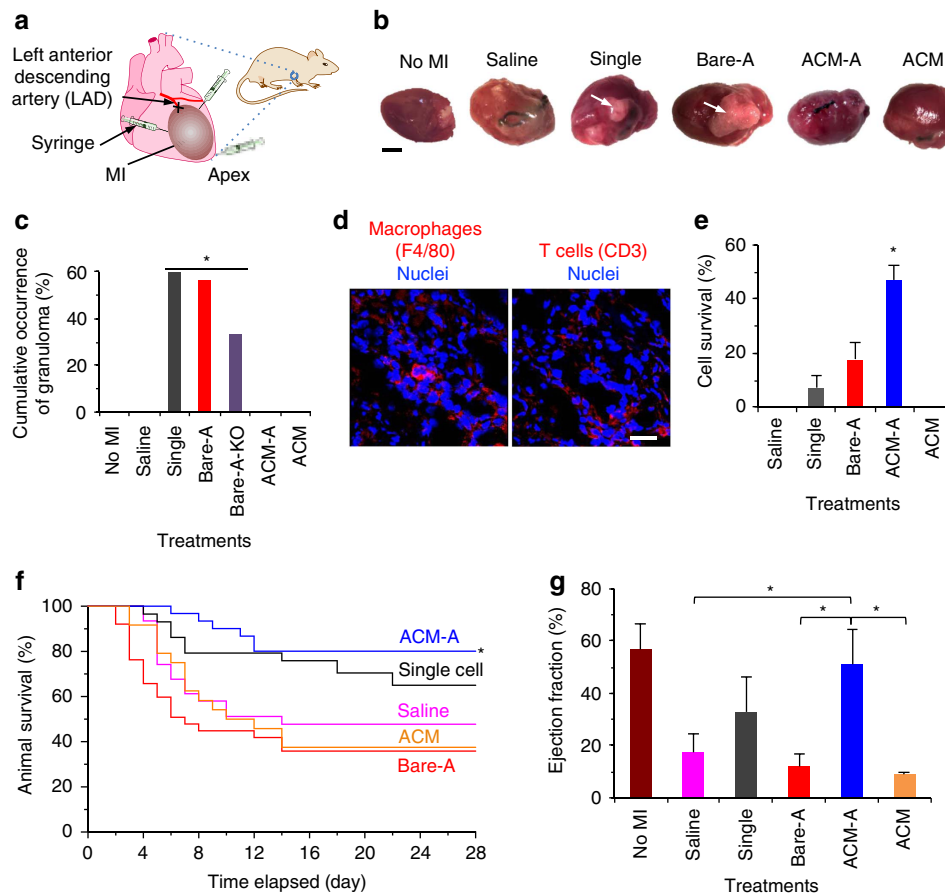 a
Left anterior
descending
artery (LAD)
Syringe
MI
Apex
b
No MI
Saline
Single
Bare-A
ACM-A
ACM
c
Cumulative occurrence
of granuloma (%)
60
40
20
0
*
No MI
Saline
Single
Bare-A
Bare-A-KO
ACM-A
ACM
Treatments
d
Macrophages
(F4/80)
Nuclei
T cells (CD3)
Nuclei
e
Cell survival (%)
60
40
20
0
*
Saline
Single
Bare-A
ACM-A
ACM
Treatments
f
Animal survival (%)
100
80
60
40
20
0
ACM-A
*
Single cell
Saline
ACM
Bare-A
0 4 8 12 16 20 24 28
Time elapsed (day)
g
Ejection fraction (%)
80
60
40
20
0
*
* *
No MI
Saline
Single
Bare-A
ACM-A
ACM
Treatments